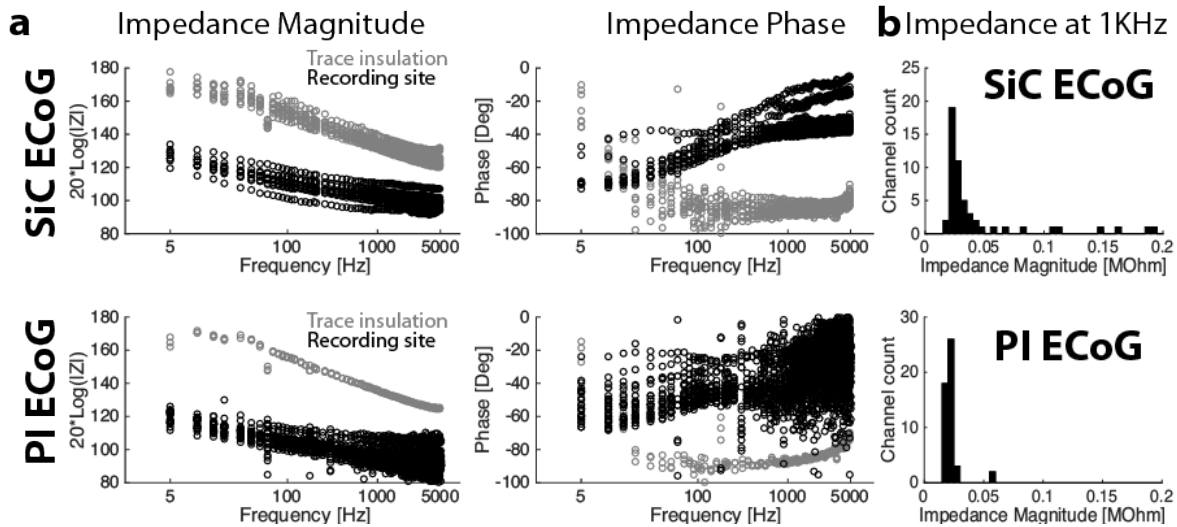 a
Impedance Magnitude
Impedance Phase
b
Impedance at 1KHz
SiC ECoG
20*Log(IZI)
180
160
140
120
100
80
Trace insulation
Recording site
5
100
1000
5000
Frequency [Hz]
Phase [Deg]
0
-20
-40
-60
-80
-100
5
100
1000
5000
Frequency [Hz]
Channel count
25
20
15
10
5
0
SiC ECoG
0
0.05
0.1
0.15
0.2
Impedance Magnitude [MOhm]
PI ECoG
20*Log(IZI)
180
160
140
120
100
80
Trace insulation
Recording site
5
100
1000
5000
Frequency [Hz]
Phase [Deg]
0
-20
-40
-60
-80
-100
5
100
1000
5000
Frequency [Hz]
Channel count
30
20
10
0
PI ECoG
0
0.05
0.1
0.15
0.2
Impedance Magnitude [MOhm]